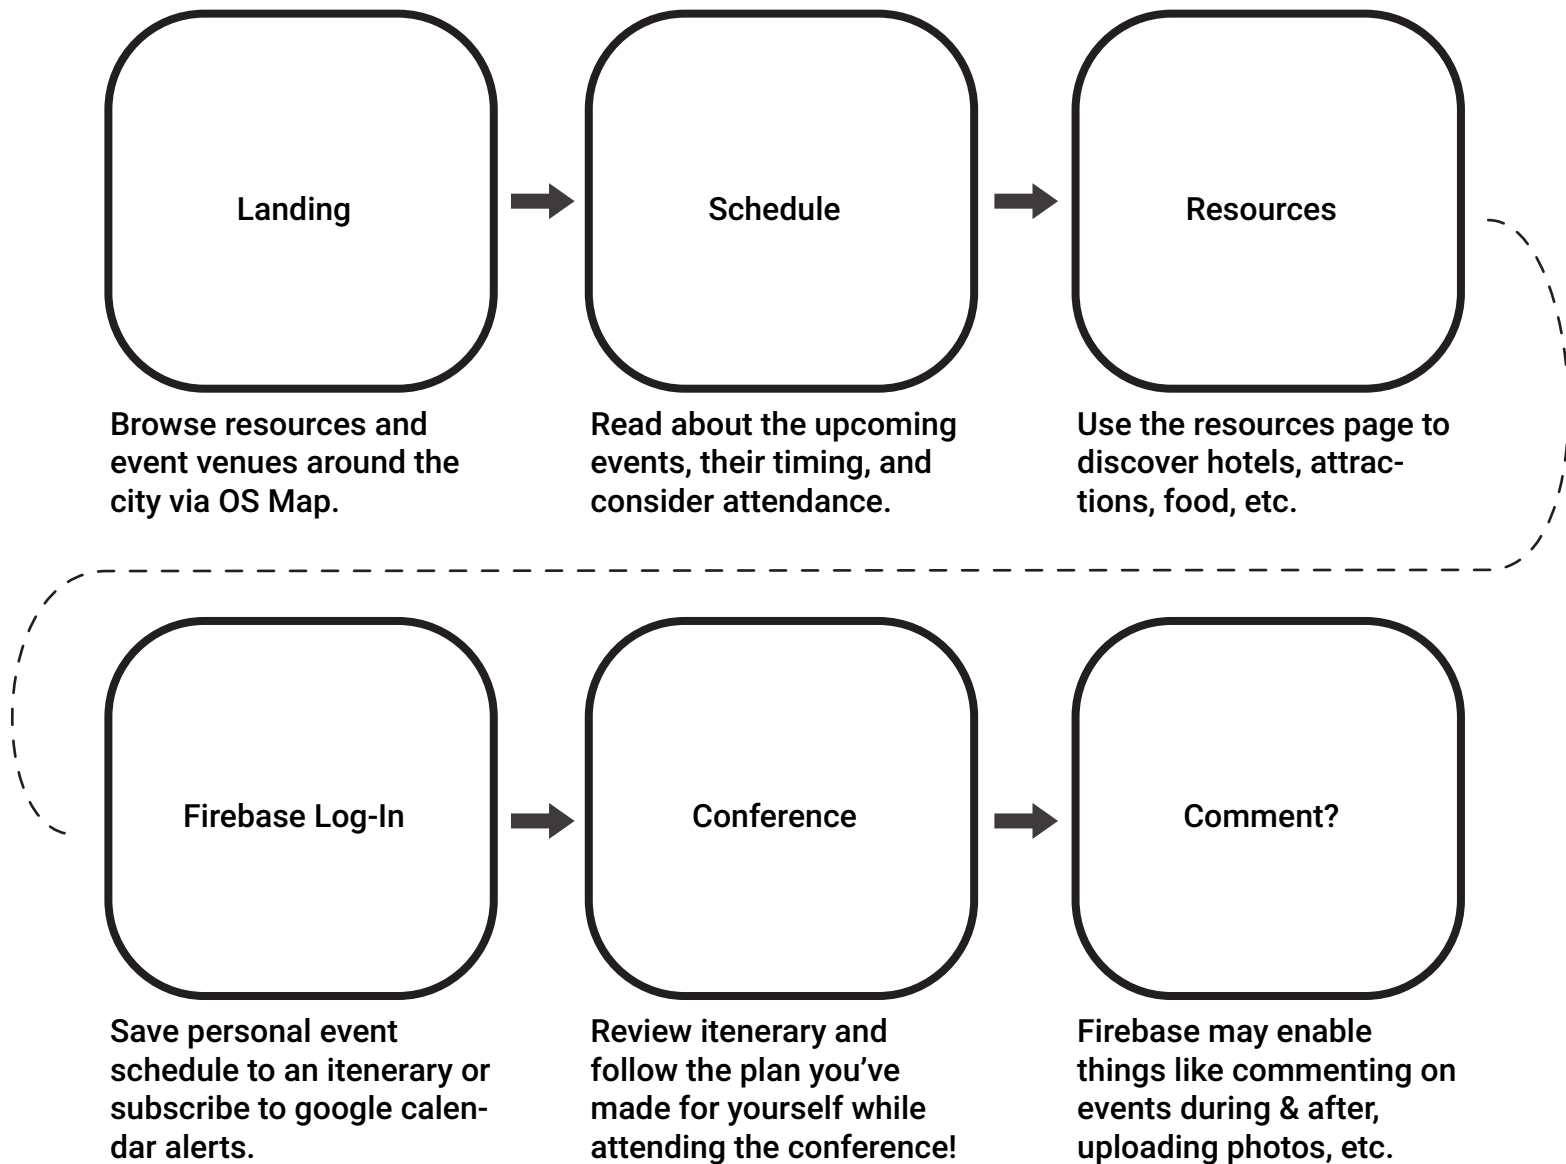 Landing
Schedule
Resources
Browse resources and
event venues around the
city via OS Map.
Read about the upcoming
events, their timing, and
consider attendance.
Use the resources page to
discover hotels, attrac-
tions, food, etc.
Firebase Log-In
Conference
Comment?
Save personal event
schedule to an itenerary or
subscribe to google calen-
dar alerts.
Review itenerary and
follow the plan you’ve
made for yourself while
attending the conference!
Firebase may enable
things like commenting on
events during & after,
uploading photos, etc.